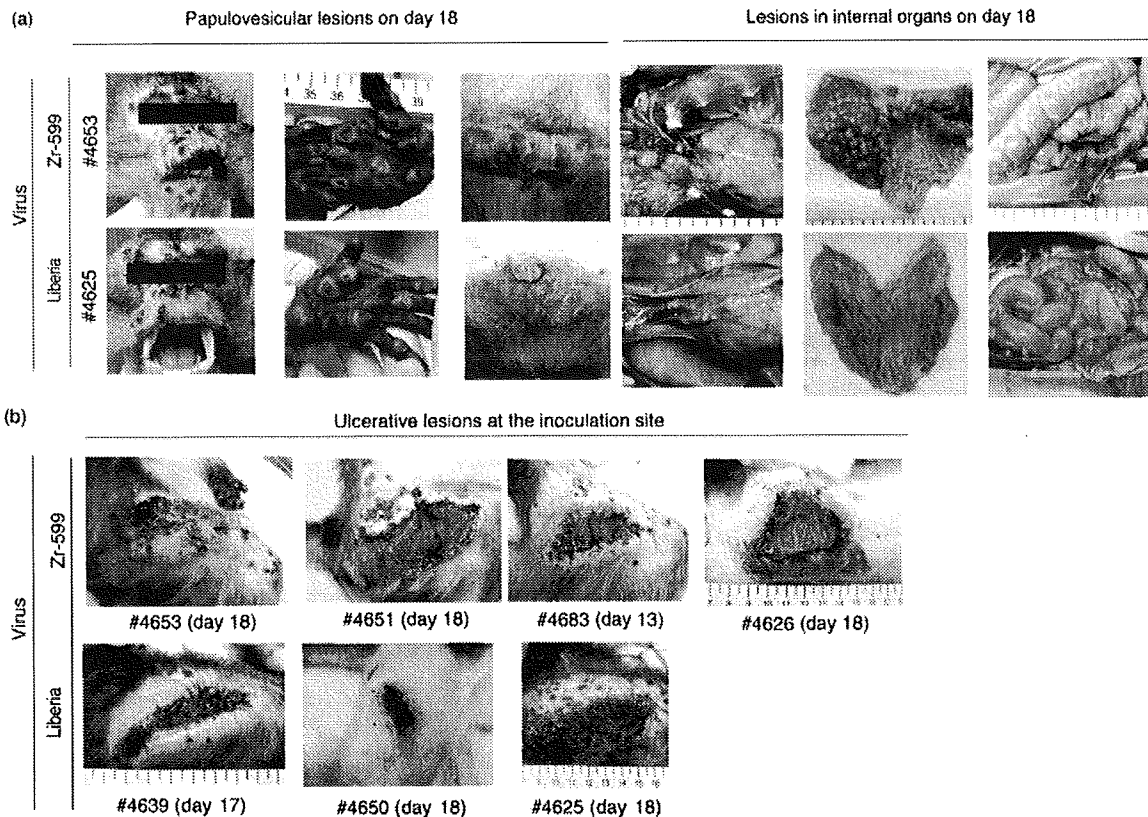 (a)
Papulovesicular lesions on day 18
Lesions in internal organs on day 18
Virus
Zr-599
#4653
Liberia
#4625
(b)
Ulcerative lesions at the inoculation site
Virus
Zr-599
#4653 (day 18)
#4651 (day 18)
#4683 (day 13)
#4626 (day 18)
Liberia
#4639 (day 17)
#4650 (day 18)
#4625 (day 18)